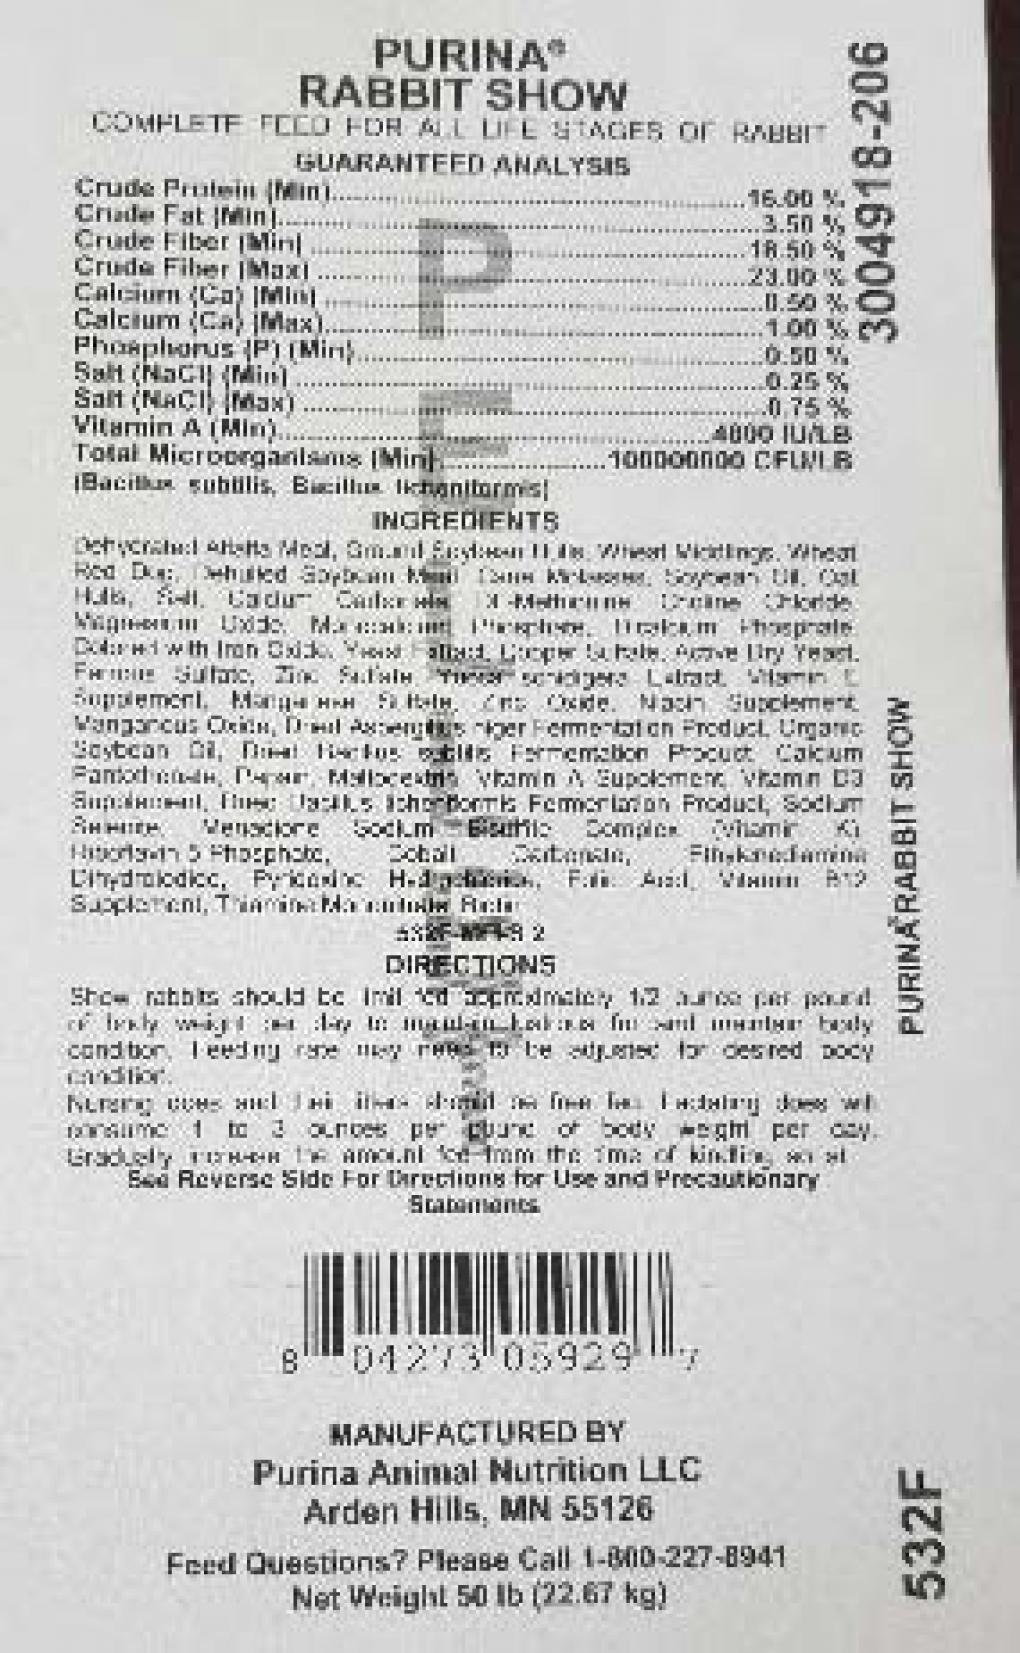 PURINA®
RABBIT SHOW
COMPLETE FEED FOR ALL LIFE STAGES OF RABBIT
GUARANTEED ANALYSIS
Crude Protein (Min)......16.00 %
Crude Fat (Min)......3.50 %
Crude Fiber (Min)......18.50 %
Crude Fiber (Max)......23.00 %
Calcium (Ca) (Min)......0.50 %
Calcium (Ca) (Max)......1.00 %
Phosphorus (P) (Min)......0.50 %
Salt (NaCl) (Min)......0.25 %
Salt (NaCl) (Max)......0.75 %
Vitamin A (Min)......4800 IU/LB
Total Microorganisms (Min)......100000000 CFU/LB
(Bacillus subtilis, Bacillus licheniformis)
INGREDIENTS
Dehydrated Alfalfa Meal, Ground Soybean Hulls, Wheat Middlings, Wheat
Red Dog, Dehulled Soybean Meal, Cane Molasses, Soybean Oil, Oat
Hulls, Salt, Calcium Carbonate, DL-Methionine, Choline Chloride,
Magnesium Oxide, Monocalcium Phosphate, Dicalcium Phosphate,
Colored with Iron Oxide, Yeast Extract, Copper Sulfate, Active Dry Yeast,
Ferrous Sulfate, Zinc Sulfate, Yucca schidigera Extract, Vitamin E
Supplement, Manganese Sulfate, Zinc Oxide, Niacin Supplement,
Manganous Oxide, Dried Aspergillus niger Fermentation Product, Organic
Soybean Oil, Dried Bacillus subtilis Fermentation Product, Calcium
Pantothenate, Papain, Maltodextrin, Vitamin A Supplement, Vitamin D3
Supplement, Dried Bacillus licheniformis Fermentation Product, Sodium
Selenite, Menadione Sodium Bisulfite Complex (Vitamin K),
Riboflavin-5-Phosphate, Cobalt Carbonate, Ethylenediamine
Dihydroiodide, Pyridoxine Hydrochloride, Folic Acid, Vitamin B12
Supplement, Thiamine Mononitrate, Biotin
DIRECTIONS
Show rabbits should be limit fed approximately 1/2 ounce per pound
of body weight per day to maintain lustrous fur and maintain body
condition. Feeding rate may need to be adjusted for desired body
condition.
Nursing does and their litters should be free fed. Lactating does will
consume 1 to 3 ounces per pound of body weight per day.
Gradually increase the amount fed from the time of kindling so at
See Reverse Side For Directions for Use and Precautionary
Statements
8 04273 05929 7
MANUFACTURED BY
Purina Animal Nutrition LLC
Arden Hills, MN 55126
Feed Questions? Please Call 1-800-227-8941
Net Weight 50 lb (22.67 kg)
3004918-206
PURINA® RABBIT SHOW
532F